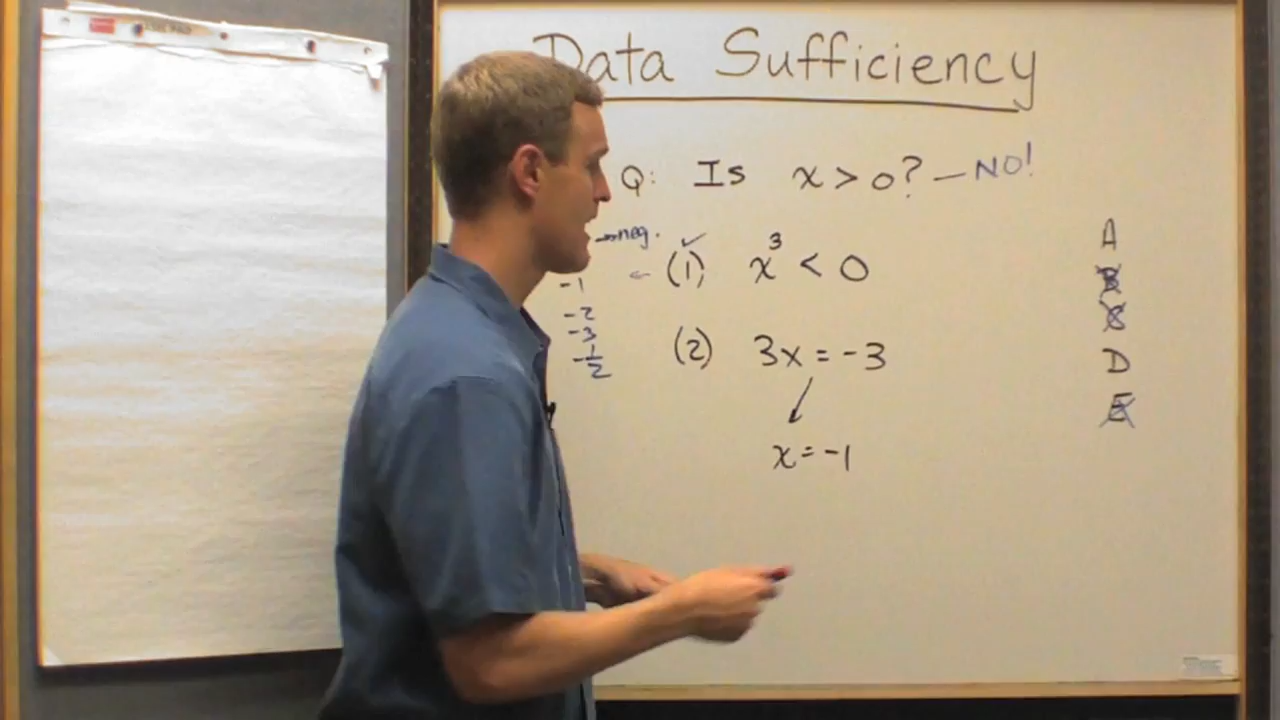 Data Sufficiency
Q: Is x > 0? – NO!
→neg.
← (1) ✓ x³ < 0
-1
-2
-3
-1/2
(2) 3x = -3
x = -1
A
B
C
D
E